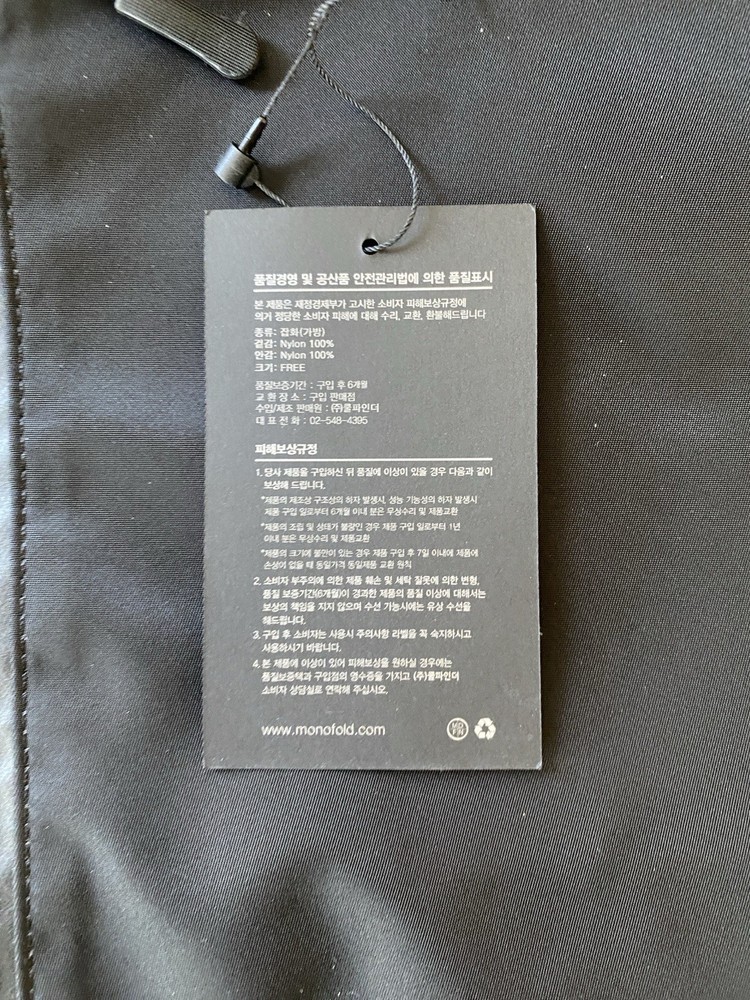 품질경영 및 공산품 안전관리법에 의한 품질표시
본 제품은 재정경제부가 고시한 소비자 피해보상규정에
의거 정당한 소비자 피해에 대해 수리, 교환, 환불해드립니다
종류: 잡화(가방)
겉감: Nylon 100%
안감: Nylon 100%
크기: FREE
품질보증기간 : 구입 후 6개월
교 환 장 소 : 구입 판매점
수입/제조 판매원 : (주)쿨파인더
대 표 전 화 : 02-548-4395
피해보상규정
1. 당사 제품을 구입하신 뒤 품질에 이상이 있을 경우 다음과 같이
보상해 드립니다.
*제품의 제조상 구조상의 하자 발생시, 성능 기능성의 하자 발생시
제품 구입 일로부터 6개월 이내 분은 무상수리 및 제품교환
*제품의 조립 및 상태가 불량인 경우 제품 구입 일로부터 1년
이내 분은 무상수리 및 제품교환
*제품의 크기에 불만이 있는 경우 제품 구입 후 7일 이내에 제품에
손상이 없을 때 동일가격 동일제품 교환 원칙
2. 소비자 부주의에 의한 제품 훼손 및 세탁 잘못에 의한 변형,
품질 보증기간(6개월)이 경과한 제품의 품질 이상에 대해서는
보상의 책임을 지지 않으며 수선 가능시에는 유상 수선을
해드립니다.
3. 구입 후 소비자는 사용시 주의사항 라벨을 꼭 숙지하시고
사용하시기 바랍니다.
4. 본 제품에 이상이 있어 피해보상을 원하실 경우에는
품질보증택과 구입점의 영수증을 가지고 (주)쿨파인더
소비자 상담실로 연락해 주십시오.
www.monofold.com